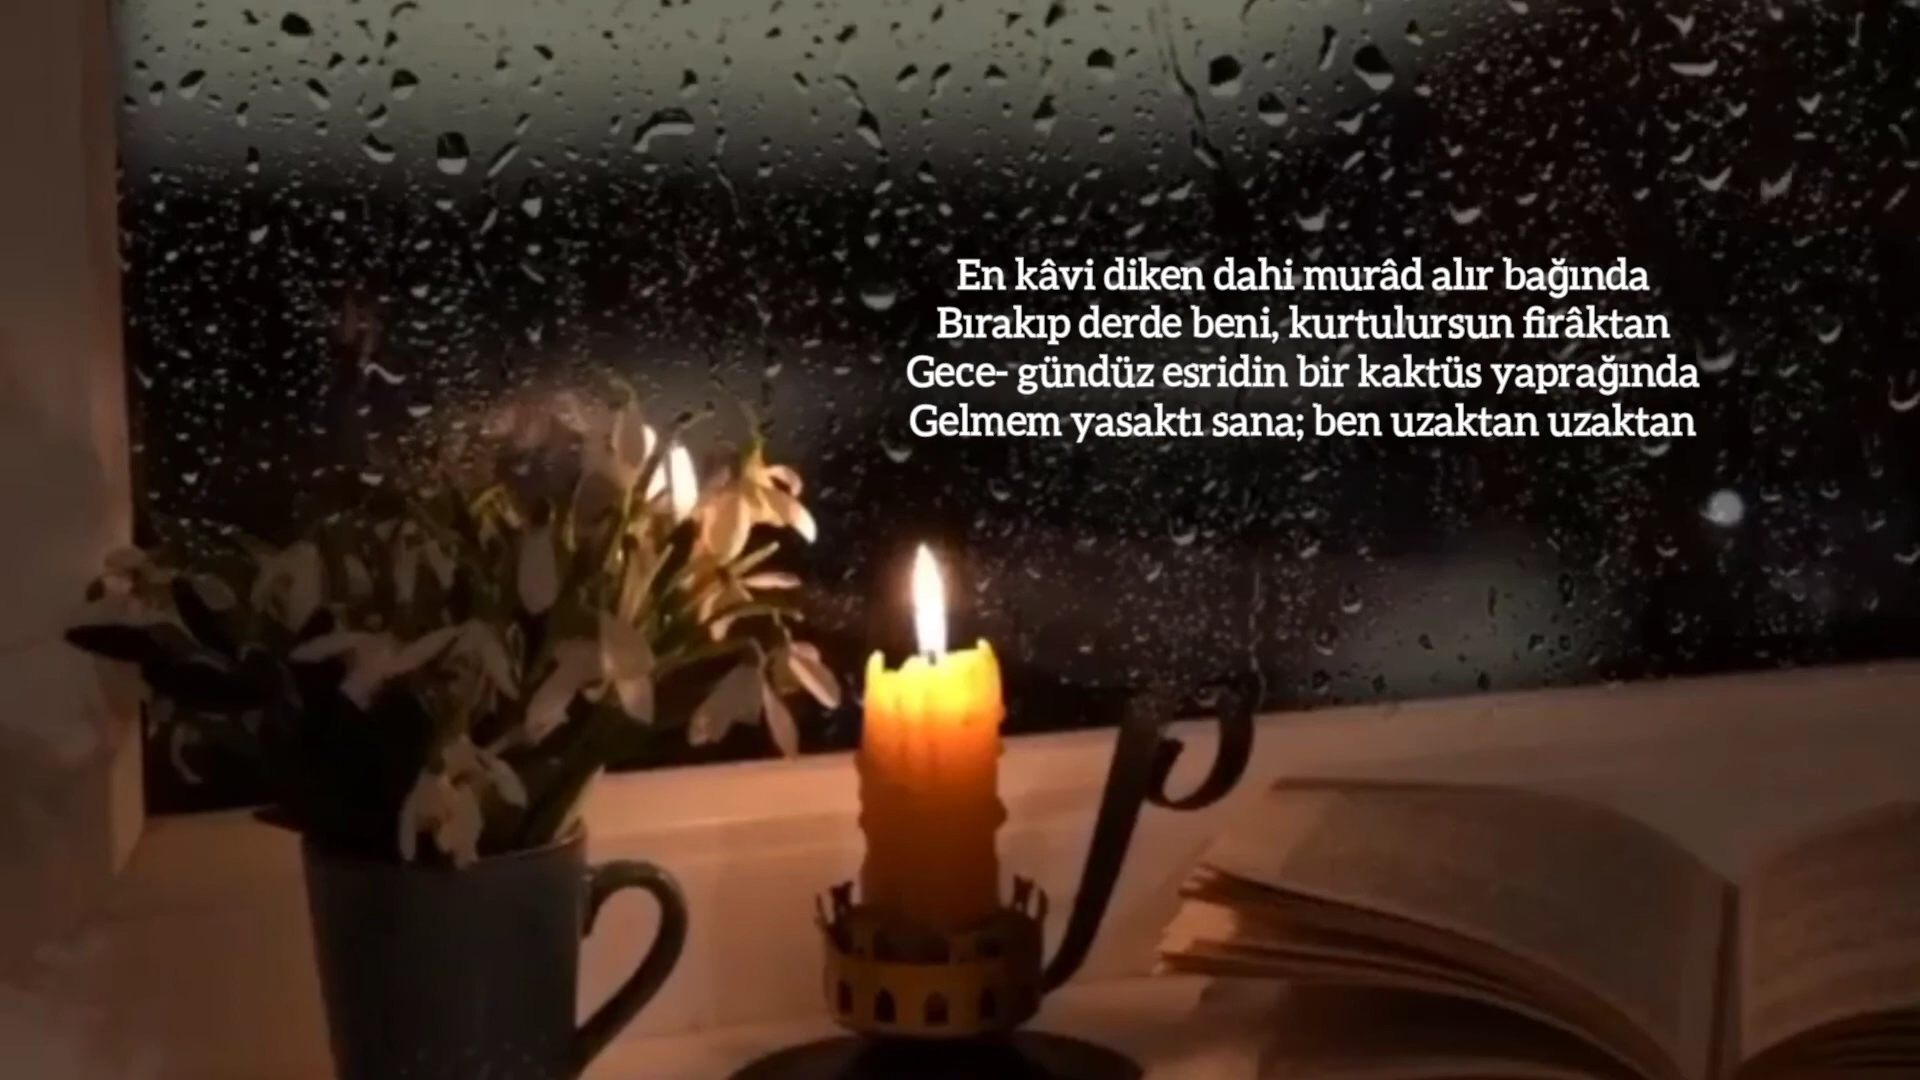 En kâvi diken dahi murâd alır bağında
Bırakıp derde beni, kurtulursun firâktan
Gece- gündüz esridin bir kaktüs yaprağında
Gelmem yasaktı sana; ben uzaktan uzaktan